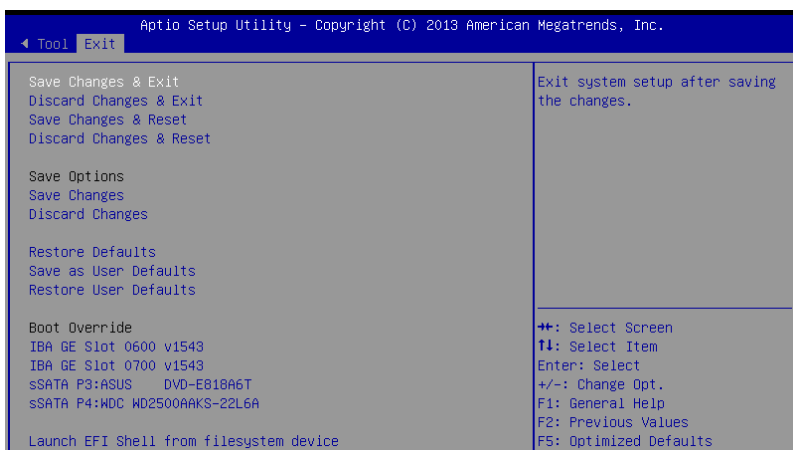 Aptio Setup Utility – Copyright (C) 2013 American Megatrends, Inc.
Tool Exit
Save Changes & Exit
Discard Changes & Exit
Save Changes & Reset
Discard Changes & Reset
Save Options
Save Changes
Discard Changes
Restore Defaults
Save as User Defaults
Restore User Defaults
Boot Override
IBA GE Slot 0600 v1543
IBA GE Slot 0700 v1543
sSATA P3:ASUS DVD-E818A6T
sSATA P4:WDC WD2500AAKS-22L6A
Launch EFI Shell from filesystem device
Exit system setup after saving
the changes.
→←: Select Screen
↑↓: Select Item
Enter: Select
+/-: Change Opt.
F1: General Help
F2: Previous Values
F5: Optimized Defaults